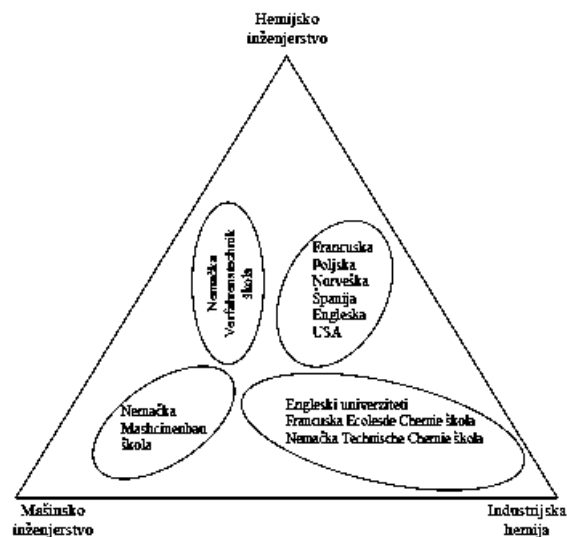 Hemijsko
inženjerstvo
Nemačka
Verfahrenstechnik
škola
Francuska
Poljska
Norveška
Španija
Engleska
USA
Nemačka
Mashcinenbau
škola
Engleski univerziteti
Francuska Ecolesde Chemie škola
Nemačka Technische Chemie škola
Mašinsko
inženjerstvo
Industrijska
hemija